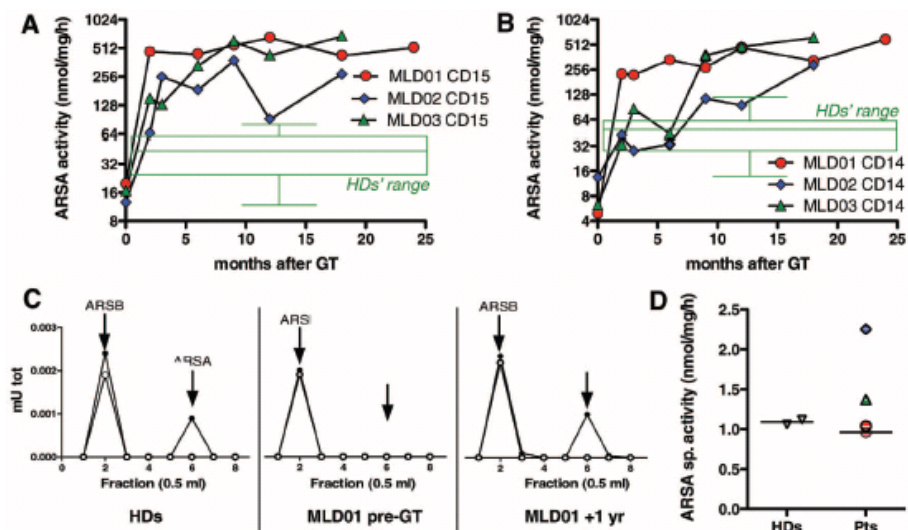 A
ARSA activity (nmol/mg/h)
1024
512
256
128
64
32
16
8
MLD01 CD15
MLD02 CD15
MLD03 CD15
HDs' range
0 5 10 15 20 25
months after GT
B
ARSA activity (nmol/mg/h)
1024
512
256
128
64
32
16
8
4
HDs' range
MLD01 CD14
MLD02 CD14
MLD03 CD14
0 5 10 15 20 25
months after GT
C
mU tot
0.003
0.002
0.001
0.000
ARSB
ARSA
0 2 4 6 8
Fraction (0.5 ml)
HDs
ARS
2 4 6 8
Fraction (0.5 ml)
MLD01 pre-GT
ARSB
2 4 6 8
Fraction (0.5 ml)
MLD01 +1 yr
D
ARSA sp. activity (nmol/mg/h)
2.5
2.0
1.5
1.0
0.5
0.0
HDs Pts